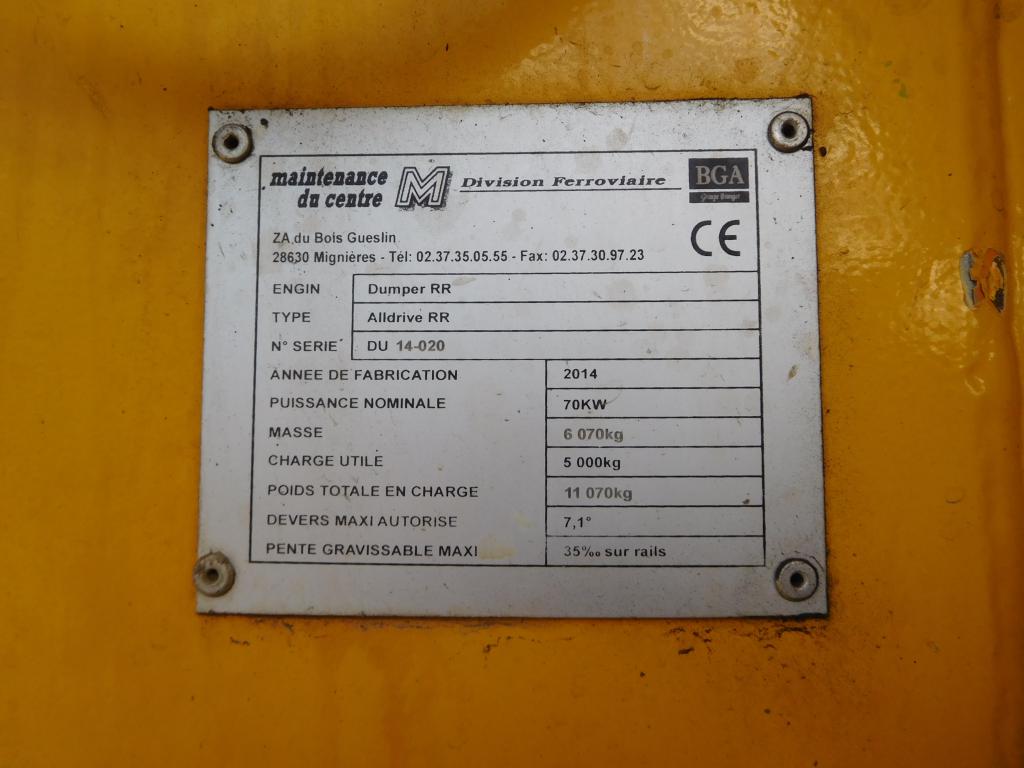 maintenance
du centre
M
Division Ferroviaire
BGA
ZA du Bois Gueslin
28630 Mignières - Tél: 02.37.35.05.55 - Fax: 02.37.30.97.23
CE
ENGIN Dumper RR
TYPE Alldrive RR
N° SERIE DU 14-020
ANNEE DE FABRICATION 2014
PUISSANCE NOMINALE 70KW
MASSE 6 070kg
CHARGE UTILE 5 000kg
POIDS TOTALE EN CHARGE 11 070kg
DEVERS MAXI AUTORISE 7,1°
PENTE GRAVISSABLE MAXI 35‰ sur rails